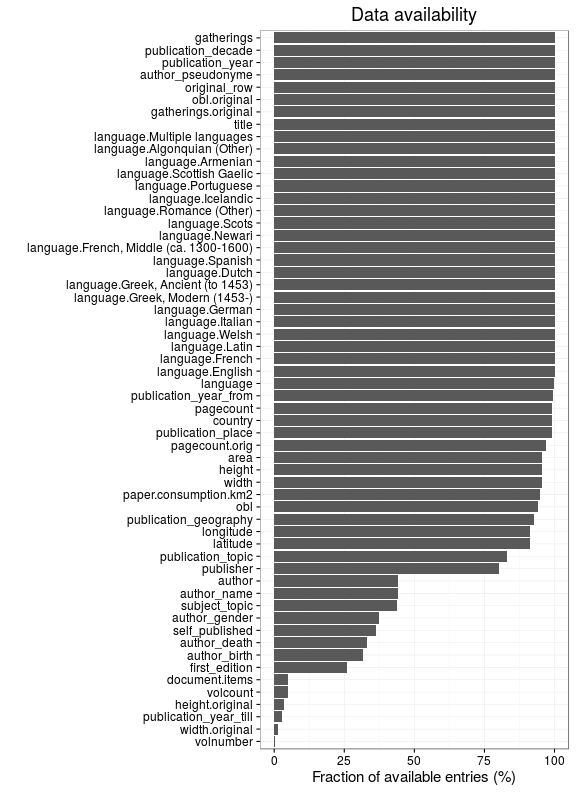 Data availability
gatherings
publication_decade
publication_year
author_pseudonyme
original_row
obl.original
gatherings.original
title
language.Multiple languages
language.Algonquian (Other)
language.Armenian
language.Scottish Gaelic
language.Portuguese
language.Icelandic
language.Romance (Other)
language.Scots
language.Newari
language.French, Middle (ca. 1300-1600)
language.Spanish
language.Dutch
language.Greek, Ancient (to 1453)
language.Greek, Modern (1453-)
language.German
language.Italian
language.Welsh
language.Latin
language.French
language.English
language
publication_year_from
pagecount
country
publication_place
pagecount.orig
area
height
width
paper.consumption.km2
obl
publication_geography
longitude
latitude
publication_topic
publisher
author
author_name
subject_topic
author_gender
self_published
author_death
author_birth
first_edition
document.items
volcount
height.original
publication_year_till
width.original
volnumber
0 25 50 75 100
Fraction of available entries (%)